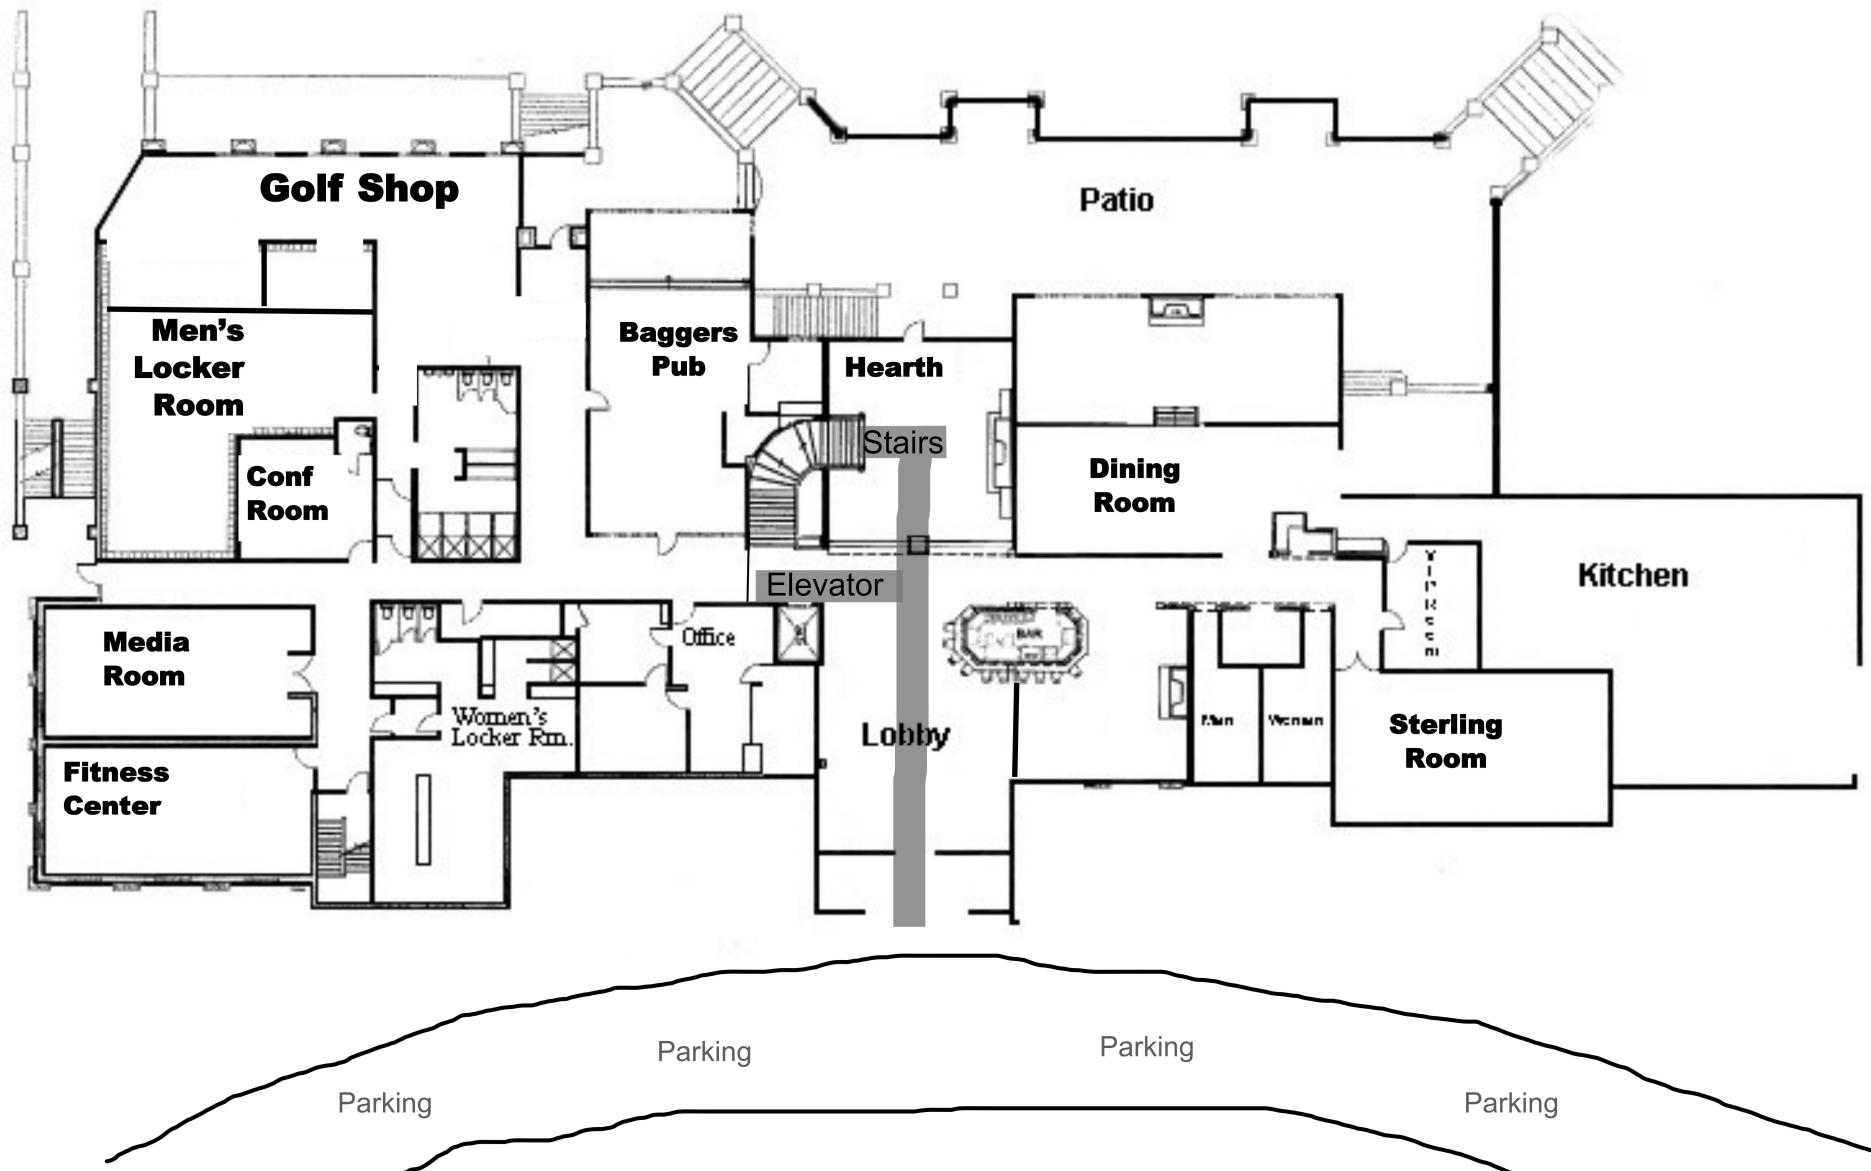 Golf Shop
Patio
Men's
Locker
Room
Baggers
Pub
Hearth
Stairs
Conf
Room
Dining
Room
Elevator
Kitchen
Media
Room
Office
BAR
Women's
Locker Rm.
Lobby
Men
Women
Sterling
Room
Fitness
Center
Parking
Parking
Parking
Parking